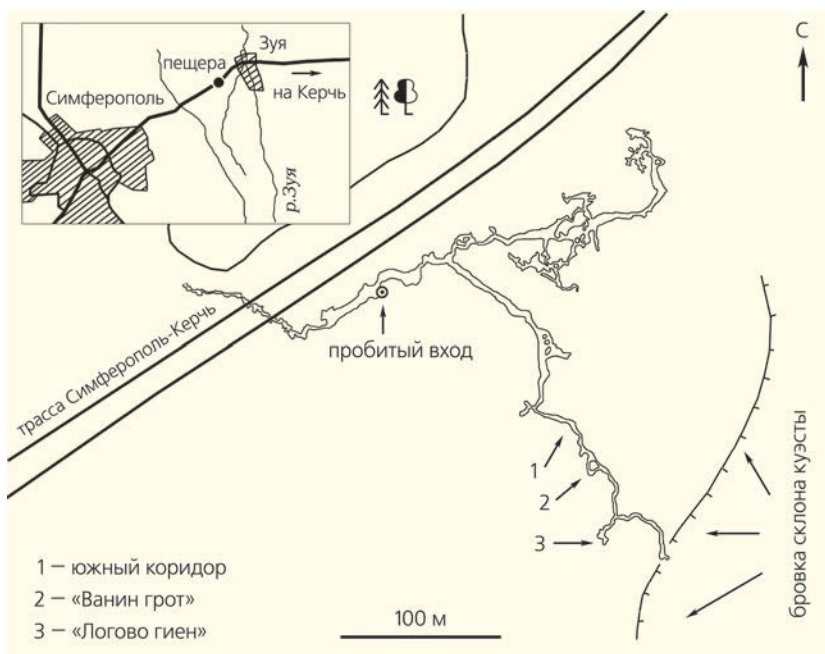 Зуя
пещера
на Керчь
Симферополь
р.Зуя
С
трасса Симферополь-Керчь
пробитый вход
1
2
3
бровка склона куэсты
1 – южный коридор
2 – «Ванин грот»
3 – «Логово гиен»
100 м